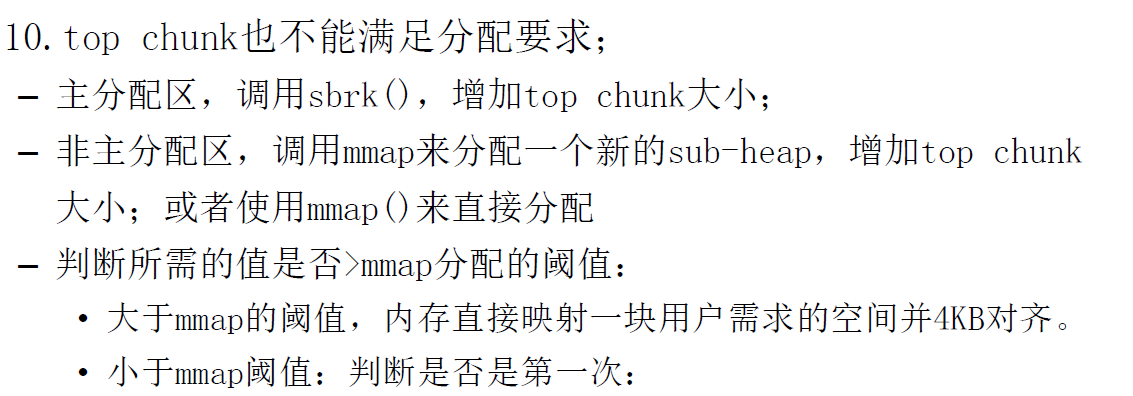 10. top chunk也不能满足分配要求；
– 主分配区，调用sbrk()，增加top chunk大小；
– 非主分配区，调用mmap来分配一个新的sub-heap，增加top chunk
大小；或者使用mmap()来直接分配
– 判断所需的值是否>mmap分配的阈值：
• 大于mmap的阈值，内存直接映射一块用户需求的空间并4KB对齐。
• 小于mmap阈值：判断是否是第一次：